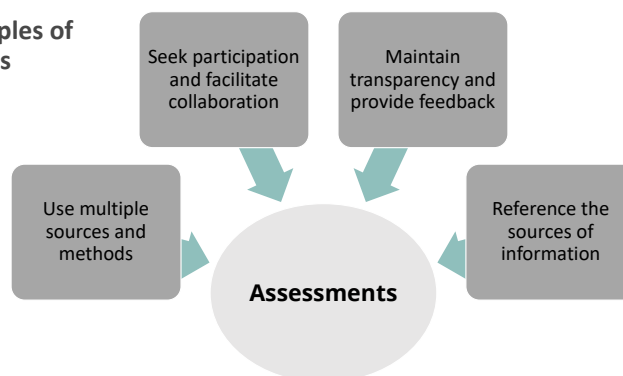 ples of
s
Seek participation
and facilitate
collaboration
Maintain
transparency and
provide feedback
Use multiple
sources and
methods
Reference the
sources of
information
Assessments